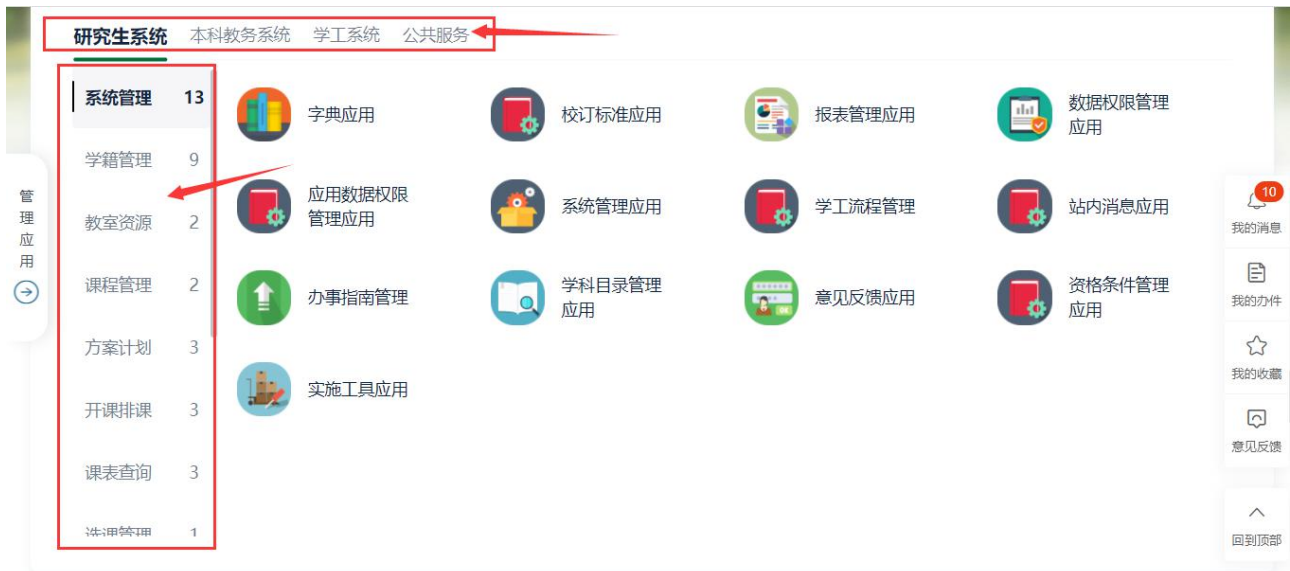 研究生系统 本科教务系统 学工系统 公共服务
系统管理 13
学籍管理 9
教室资源 2
课程管理 2
方案计划 3
开课排课 3
课表查询 3
选课管理 1
字典应用
校订标准应用
报表管理应用
数据权限管理
应用
应用数据权限
管理应用
系统管理应用
学工流程管理
站内消息应用
办事指南管理
学科目录管理
应用
意见反馈应用
资格条件管理
应用
实施工具应用
管
理
应
用
10
我的消息
我的办件
我的收藏
意见反馈
回到顶部